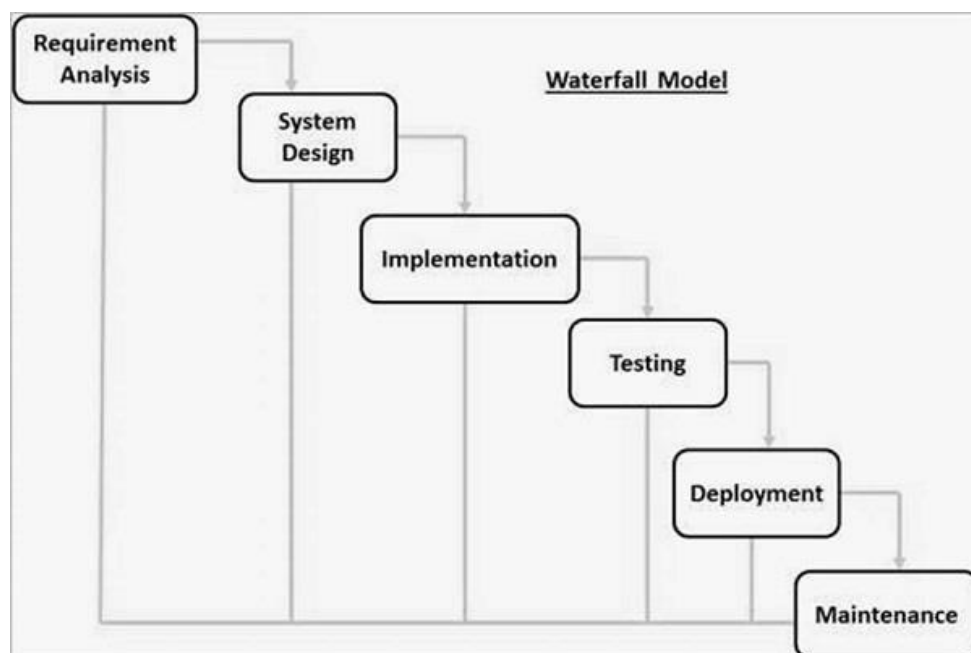 Requirement
Analysis
Waterfall Model
System
Design
Implementation
Testing
Deployment
Maintenance